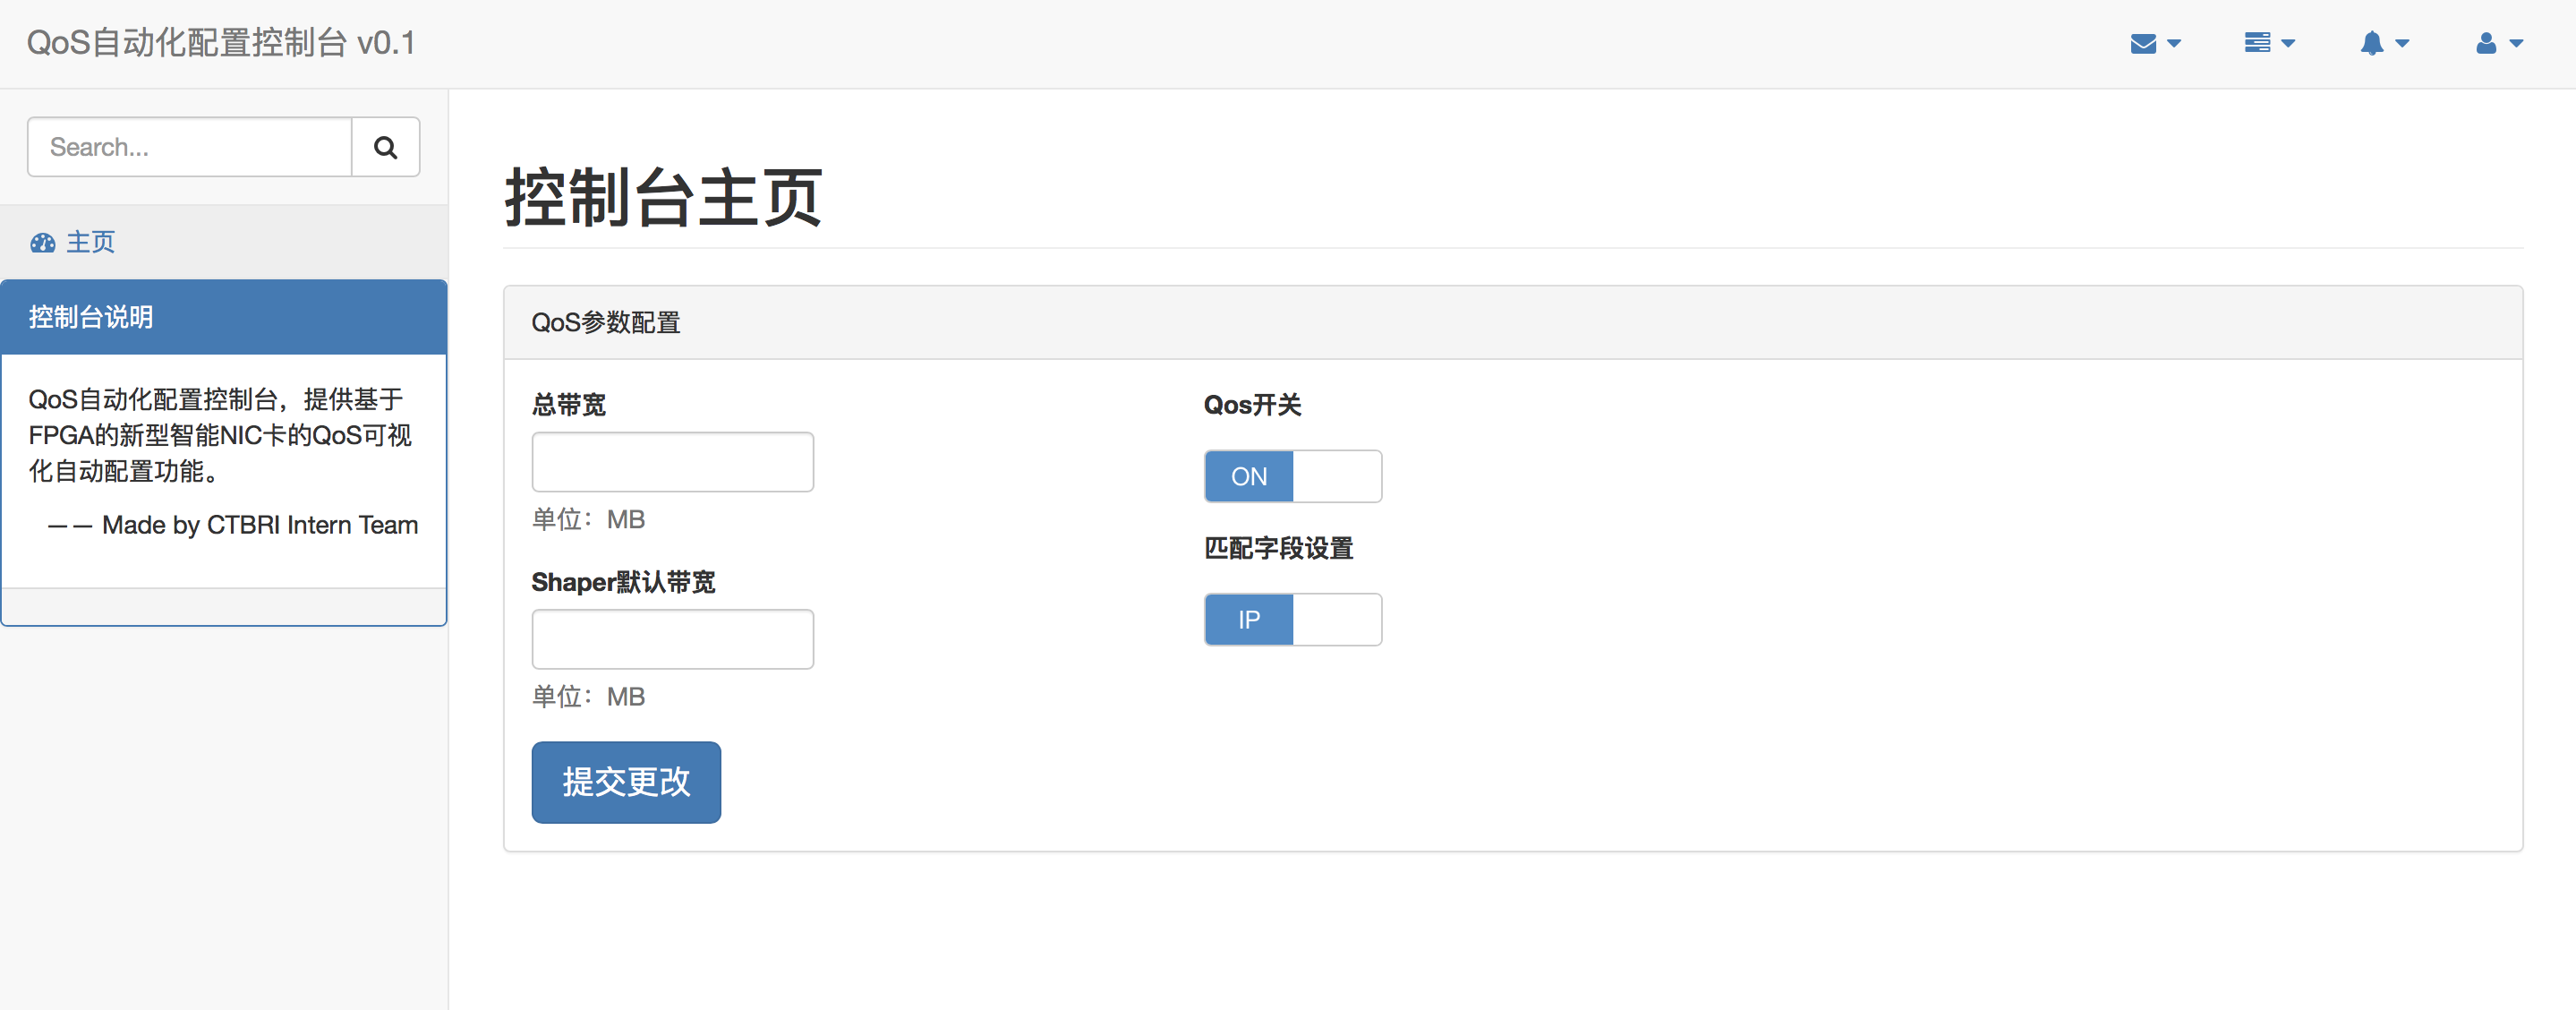 QoS自动化配置控制台 v0.1
Search...
主页
控制台说明
QoS自动化配置控制台，提供基于
FPGA的新型智能NIC卡的QoS可视
化自动配置功能。
—— Made by CTBRI Intern Team
控制台主页
QoS参数配置
总带宽
单位：MB
Shaper默认带宽
单位：MB
提交更改
Qos开关
ON
匹配字段设置
IP